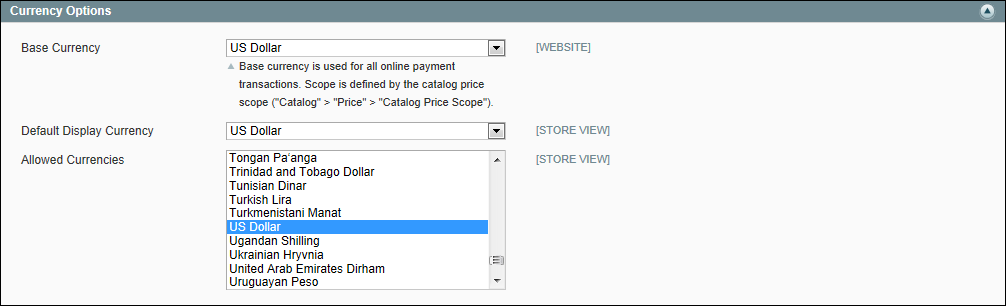 Currency Options
Base Currency
US Dollar
[WEBSITE]
Base currency is used for all online payment
transactions. Scope is defined by the catalog price
scope ("Catalog" > "Price" > "Catalog Price Scope").
Default Display Currency
US Dollar
[STORE VIEW]
Allowed Currencies
[STORE VIEW]
Tongan Paʻanga
Trinidad and Tobago Dollar
Tunisian Dinar
Turkish Lira
Turkmenistani Manat
US Dollar
Ugandan Shilling
Ukrainian Hryvnia
United Arab Emirates Dirham
Uruguayan Peso